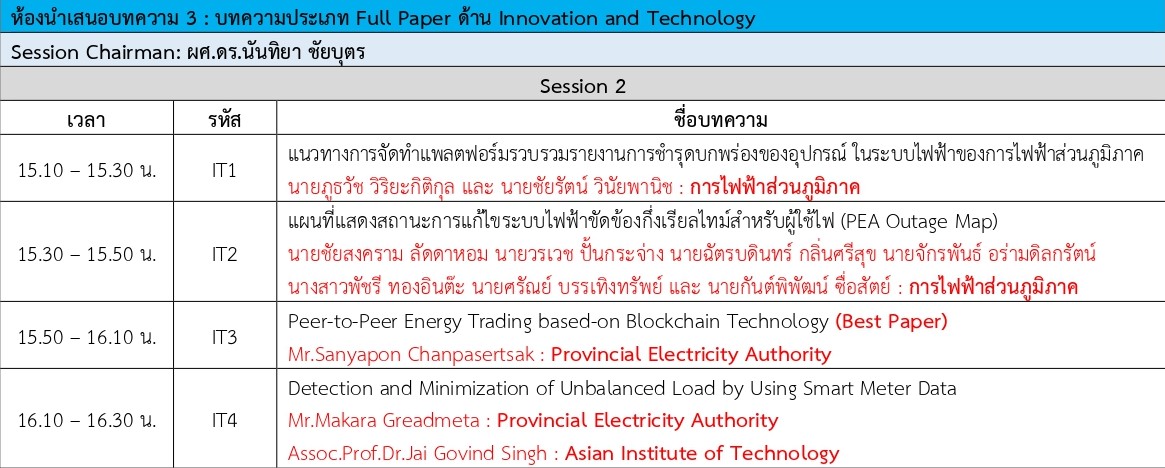 ห้องนำเสนอบทความ 3 : บทความประเภท Full Paper ด้าน Innovation and Technology
Session Chairman: ผศ.ดร.นันทิยา ชัยบุตร
Session 2
เวลา รหัส ชื่อบทความ
15.10 – 15.30 น. IT1 แนวทางการจัดทำแพลตฟอร์มรวบรวมรายงานการชำรุดบกพร่องของอุปกรณ์ ในระบบไฟฟ้าของการไฟฟ้าส่วนภูมิภาค
นายภูธวัช วิริยะกิติกุล และ นายชัยรัตน์ วินัยพานิช : การไฟฟ้าส่วนภูมิภาค
15.30 – 15.50 น. IT2 แผนที่แสดงสถานะการแก้ไขระบบไฟฟ้าขัดข้องกึ่งเรียลไทม์สำหรับผู้ใช้ไฟ (PEA Outage Map)
นายชัยสงคราม ลัดดาหอม นายวรเวช ปั้นกระจ่าง นายฉัตรบดินทร์ กลิ่นศรีสุข นายจักรพันธ์ อร่ามดิลกรัตน์
นางสาวพัชรี ทองอินต๊ะ นายศรัณย์ บรรเทิงทรัพย์ และ นายกันต์พิพัฒน์ ซื่อสัตย์ : การไฟฟ้าส่วนภูมิภาค
15.50 – 16.10 น. IT3 Peer-to-Peer Energy Trading based-on Blockchain Technology (Best Paper)
Mr.Sanyapon Chanpasertsak : Provincial Electricity Authority
16.10 – 16.30 น. IT4 Detection and Minimization of Unbalanced Load by Using Smart Meter Data
Mr.Makara Greadmeta : Provincial Electricity Authority
Assoc.Prof.Dr.Jai Govind Singh : Asian Institute of Technology